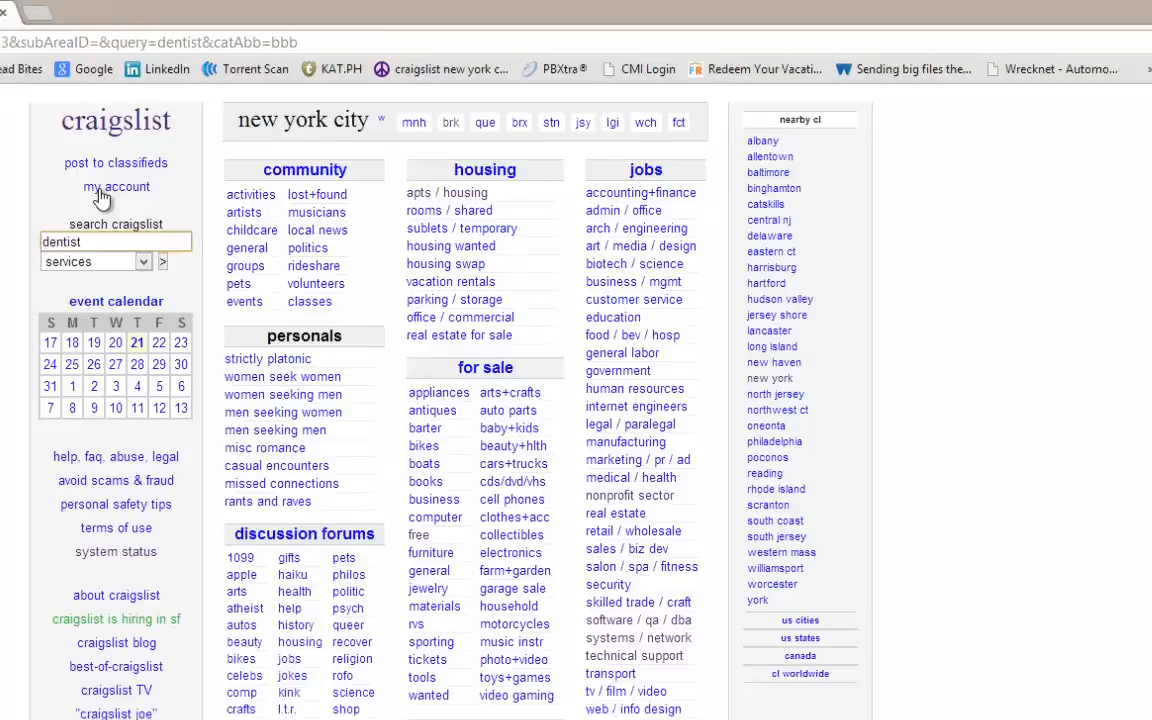 3&subAreaID=&query=dentist&catAbb=bbb
ead Bites Google LinkedIn Torrent Scan KAT.PH craigslist new york c... PBXtra® CMI Login Redeem Your Vacati... Sending big files the... Wrecknet - Automo...
craigslist
post to classifieds
my account
search craigslist
dentist
services >
event calendar
S M T W T F S
17 18 19 20 21 22 23
24 25 26 27 28 29 30
31 1 2 3 4 5 6
7 8 9 10 11 12 13
help, faq, abuse, legal
avoid scams & fraud
personal safety tips
terms of use
system status
about craigslist
craigslist is hiring in sf
craigslist blog
best-of-craigslist
craigslist TV
"craigslist joe"
new york city w mnh brk que brx stn jsy lgi wch fct
community
activities lost+found
artists musicians
childcare local news
general politics
groups rideshare
pets volunteers
events classes
personals
strictly platonic
women seek women
women seeking men
men seeking women
men seeking men
misc romance
casual encounters
missed connections
rants and raves
discussion forums
1099 gifts pets
apple haiku philos
arts health politic
atheist help psych
autos history queer
beauty housing recover
bikes jobs religion
celebs jokes rofo
comp kink science
crafts l.t.r. shop
housing
apts / housing
rooms / shared
sublets / temporary
housing wanted
housing swap
vacation rentals
parking / storage
office / commercial
real estate for sale
for sale
appliances arts+crafts
antiques auto parts
barter baby+kids
bikes beauty+hlth
boats cars+trucks
books cds/dvd/vhs
business cell phones
computer clothes+acc
free collectibles
furniture electronics
general farm+garden
jewelry garage sale
materials household
rvs motorcycles
sporting music instr
tickets photo+video
tools toys+games
wanted video gaming
jobs
accounting+finance
admin / office
arch / engineering
art / media / design
biotech / science
business / mgmt
customer service
education
food / bev / hosp
general labor
government
human resources
internet engineers
legal / paralegal
manufacturing
marketing / pr / ad
medical / health
nonprofit sector
real estate
retail / wholesale
sales / biz dev
salon / spa / fitness
security
skilled trade / craft
software / qa / dba
systems / network
technical support
transport
tv / film / video
web / info design
nearby cl
albany
allentown
baltimore
binghamton
catskills
central nj
delaware
eastern ct
harrisburg
hartford
hudson valley
jersey shore
lancaster
long island
new haven
new york
north jersey
northwest ct
oneonta
philadelphia
poconos
reading
rhode island
scranton
south coast
south jersey
western mass
williamsport
worcester
york
us cities
us states
canada
cl worldwide